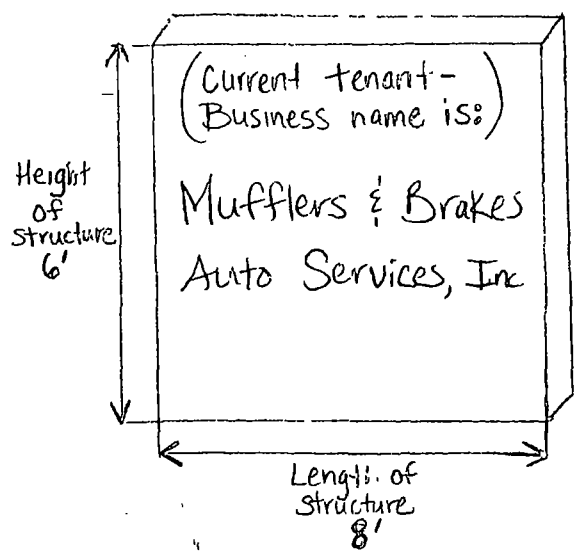 (Current tenant-
Business name is:)
Mufflers & Brakes
Auto Services, Inc
Height
of
structure
6'
Length of
structure
8'